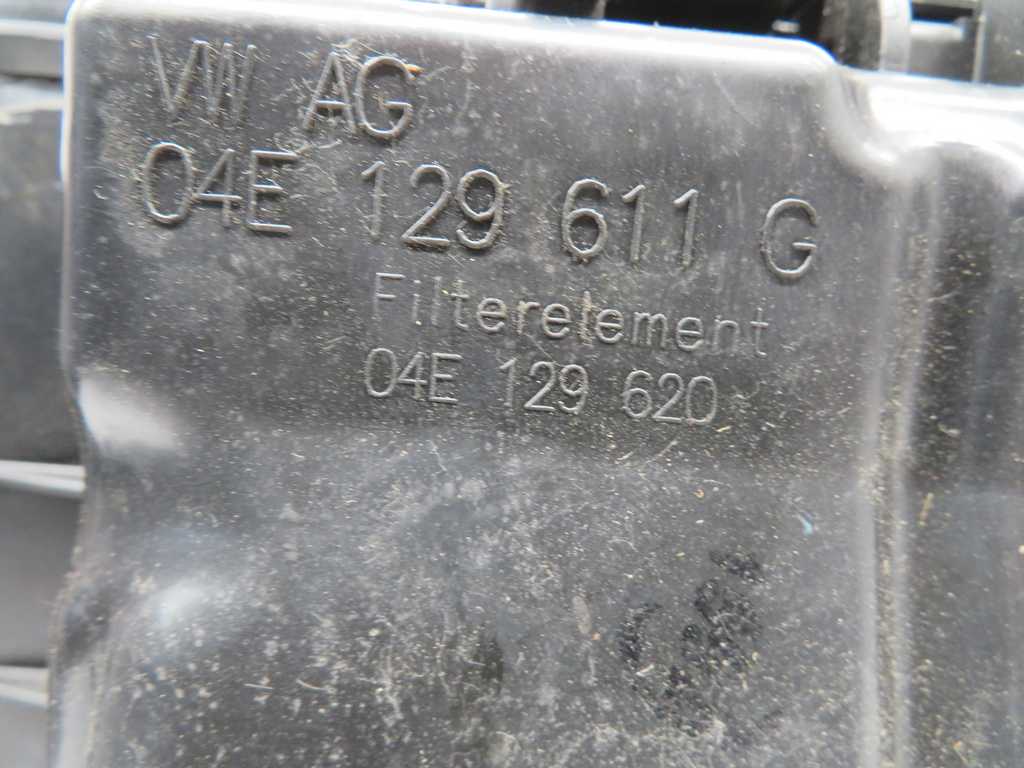 VW AG
04E 129 611 G
Filterelement
04E 129 620